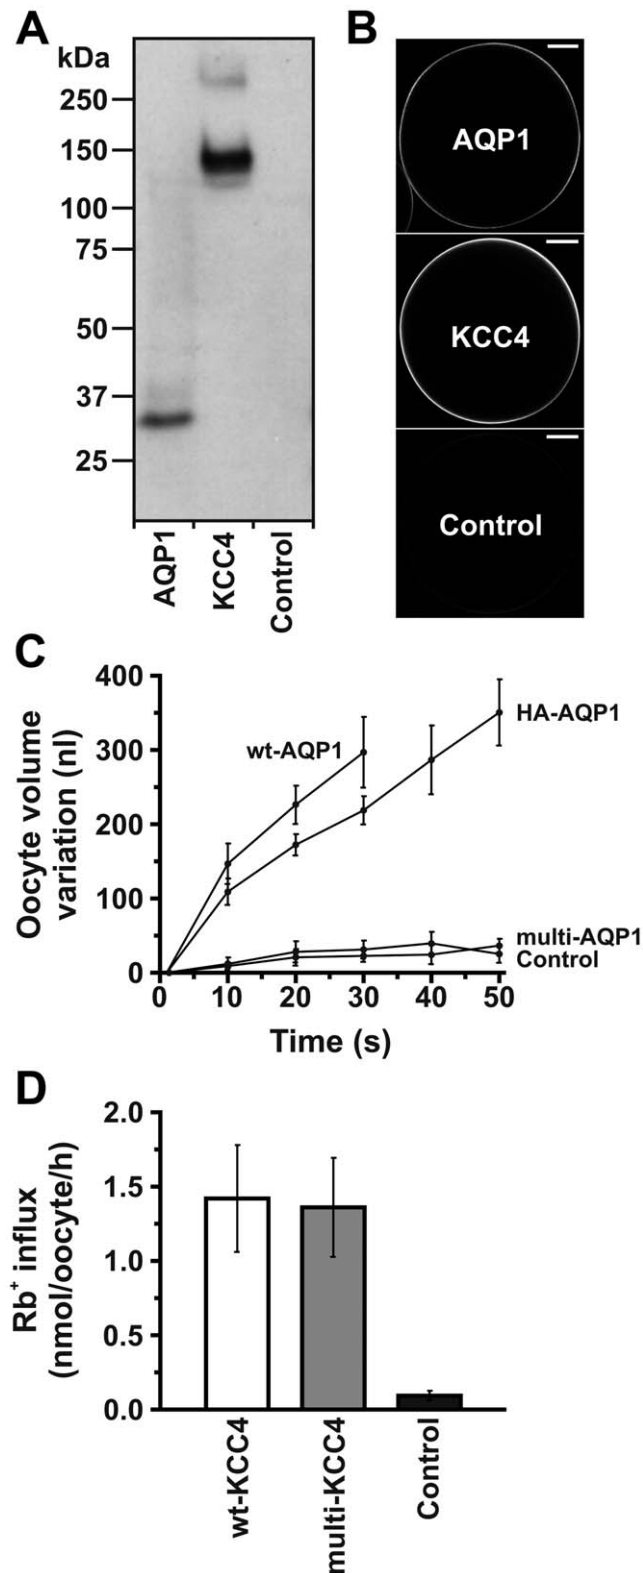 A
kDa
250
150
100
75
50
37
25
AQP1
KCC4
Control
B
AQP1
KCC4
Control
C
Oocyte volume
variation (nl)
400
300
200
100
0
wt-AQP1
HA-AQP1
multi-AQP1
Control
0 10 20 30 40 50
Time (s)
D
Rb⁺ influx
(nmol/oocyte/h)
2.0
1.5
1.0
0.5
0.0
wt-KCC4
multi-KCC4
Control